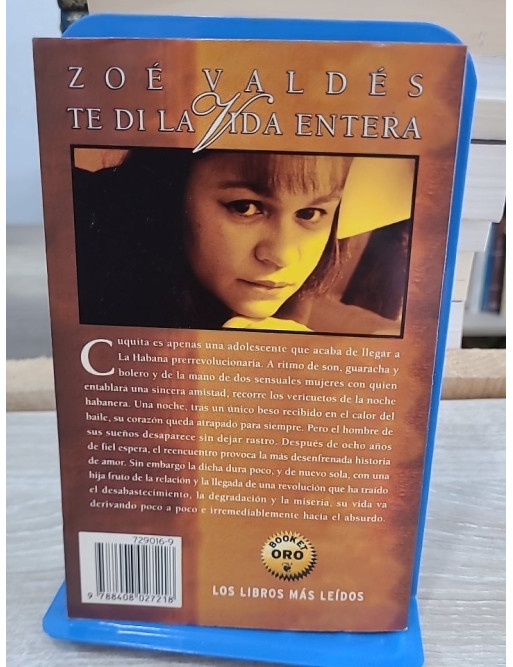 ZOÉ VALDÉS
TE DI LA VIDA ENTERA
Cuquita es apenas una adolescente que acaba de llegar a
La Habana prerrevolucionaria. A ritmo de son, guaracha y
bolero y de la mano de dos sensuales mujeres con quien
entablará una sincera amistad, recorre los vericuetos de la noche
habanera. Una noche, tras un único beso recibido en el calor del
baile, su corazón queda atrapado para siempre. Pero el hombre de
sus sueños desaparece sin dejar rastro. Después de ocho años
de fiel espera, el reencuentro provoca la más desenfrenada historia
de amor. Sin embargo la dicha dura poco, y de nuevo sola, con una
hija fruto de la relación y la llegada de una revolución que ha traído
el desabastecimiento, la degradación y la miseria, su vida va
derivando poco a poco e irremediablemente hacia el absurdo.
729016-9
9 788408 027218
BOOKET
ORO
LOS LIBROS MÁS LEÍDOS